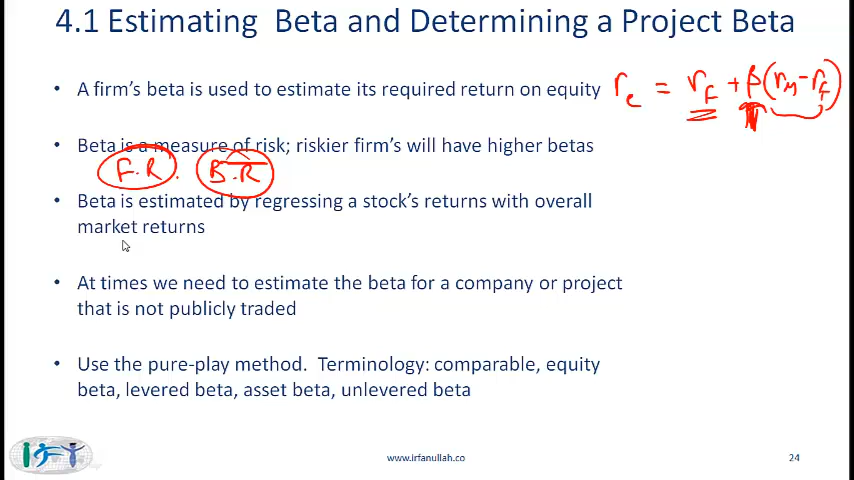 4.1 Estimating Beta and Determining a Project Beta
• A firm's beta is used to estimate its required return on equity
r_e = r_f + β(r_M - r_f)
• Beta is a measure of risk; riskier firm's will have higher betas
F.R. B.R
• Beta is estimated by regressing a stock's returns with overall
market returns
• At times we need to estimate the beta for a company or project
that is not publicly traded
• Use the pure-play method. Terminology: comparable, equity
beta, levered beta, asset beta, unlevered beta
www.irfanullah.co
24